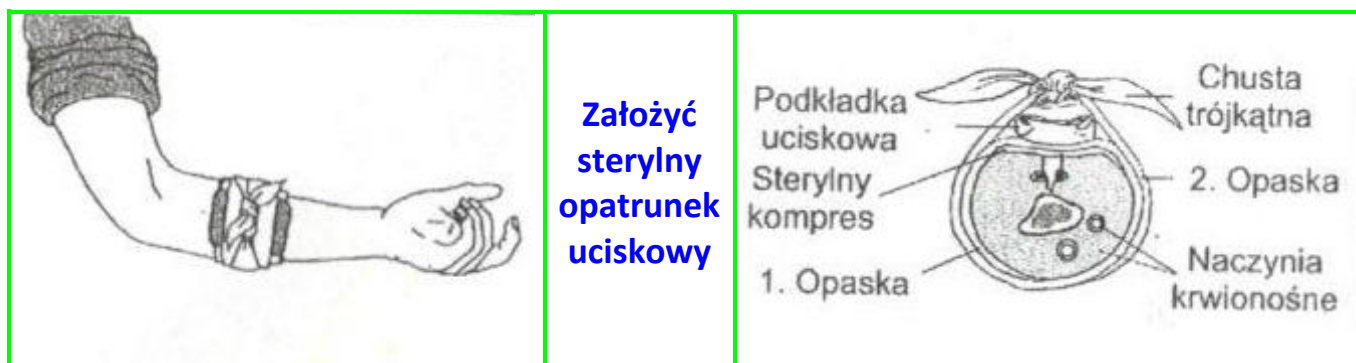 Założyć
sterylny
opatrunek
uciskowy
Podkładka
uciskowa
Sterylny
kompres
1. Opaska
Chusta
trójkątna
2. Opaska
Naczynia
krwionośne